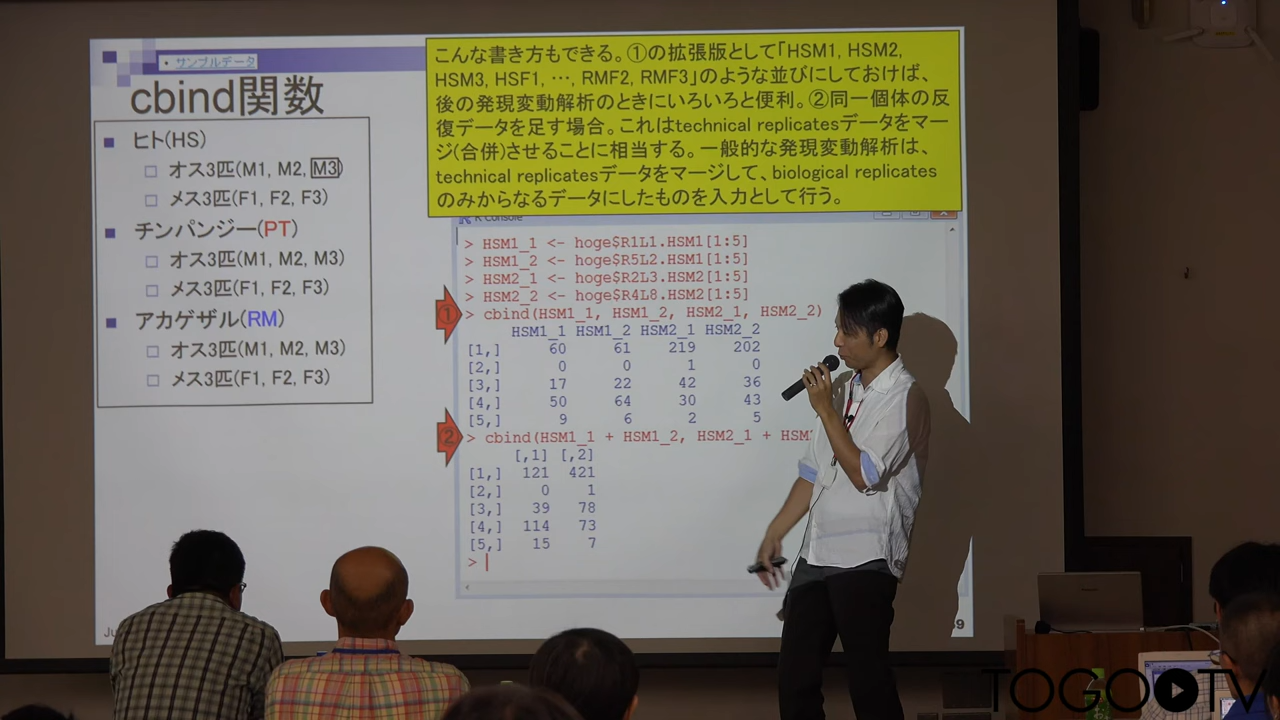 • サンプルデータ
cbind関数
ヒト(HS)
オス3匹(M1, M2, M3)
メス3匹(F1, F2, F3)
チンパンジー(PT)
オス3匹(M1, M2, M3)
メス3匹(F1, F2, F3)
アカゲザル(RM)
オス3匹(M1, M2, M3)
メス3匹(F1, F2, F3)
こんな書き方もできる。①の拡張版として「HSM1, HSM2,
HSM3, HSF1, …, RMF2, RMF3」のような並びにしておけば、
後の発現変動解析のときにいろいろと便利。②同一個体の反
復データを足す場合。これはtechnical replicatesデータをマー
ジ(合併)させることに相当する。一般的な発現変動解析は、
technical replicatesデータをマージして、biological replicates
のみからなるデータにしたものを入力として行う。
R Console
> HSM1_1 <- hoge$R1L1.HSM1[1:5]
> HSM1_2 <- hoge$R5L2.HSM1[1:5]
> HSM2_1 <- hoge$R2L3.HSM2[1:5]
> HSM2_2 <- hoge$R4L8.HSM2[1:5]
① > cbind(HSM1_1, HSM1_2, HSM2_1, HSM2_2)
HSM1_1 HSM1_2 HSM2_1 HSM2_2
[1,] 60 61 219 202
[2,] 0 0 1 0
[3,] 17 22 42 36
[4,] 50 64 30 43
[5,] 9 6 2 5
② > cbind(HSM1_1 + HSM1_2, HSM2_1 + HSM
[,1] [,2]
[1,] 121 421
[2,] 0 1
[3,] 39 78
[4,] 114 73
[5,] 15 7
>
TOGO TV